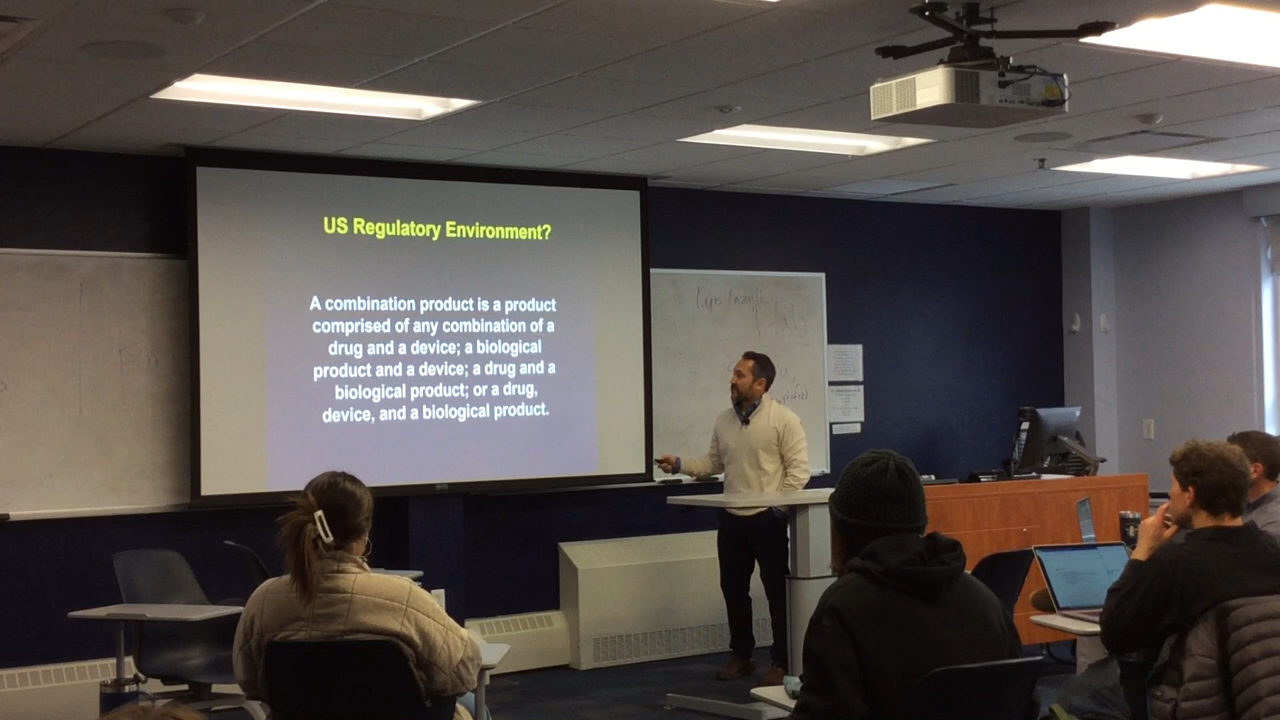 US Regulatory Environment?
A combination product is a product
comprised of any combination of a
drug and a device; a biological
product and a device; a drug and a
biological product; or a drug,
device, and a biological product.